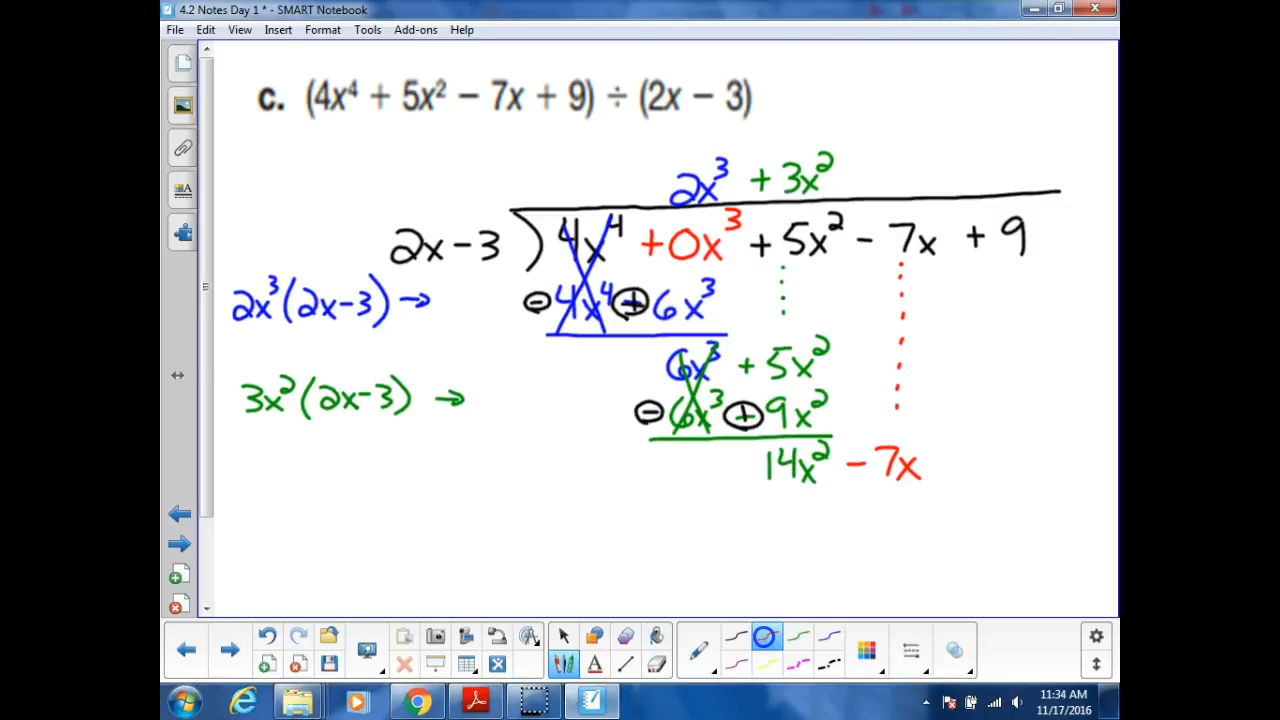 4.2 Notes Day 1 * - SMART Notebook
File Edit View Insert Format Tools Add-ons Help
c. (4x⁴ + 5x² − 7x + 9) ÷ (2x − 3)
2x³ + 3x²
2x−3 ) 4x⁴ +0x³ + 5x² − 7x + 9
2x³(2x−3) → ⊖ 4x⁴ ⊕ 6x³
6x³ + 5x²
3x²(2x−3) → ⊖ 6x³ ⊕ 9x²
14x² − 7x
11:34 AM
11/17/2016